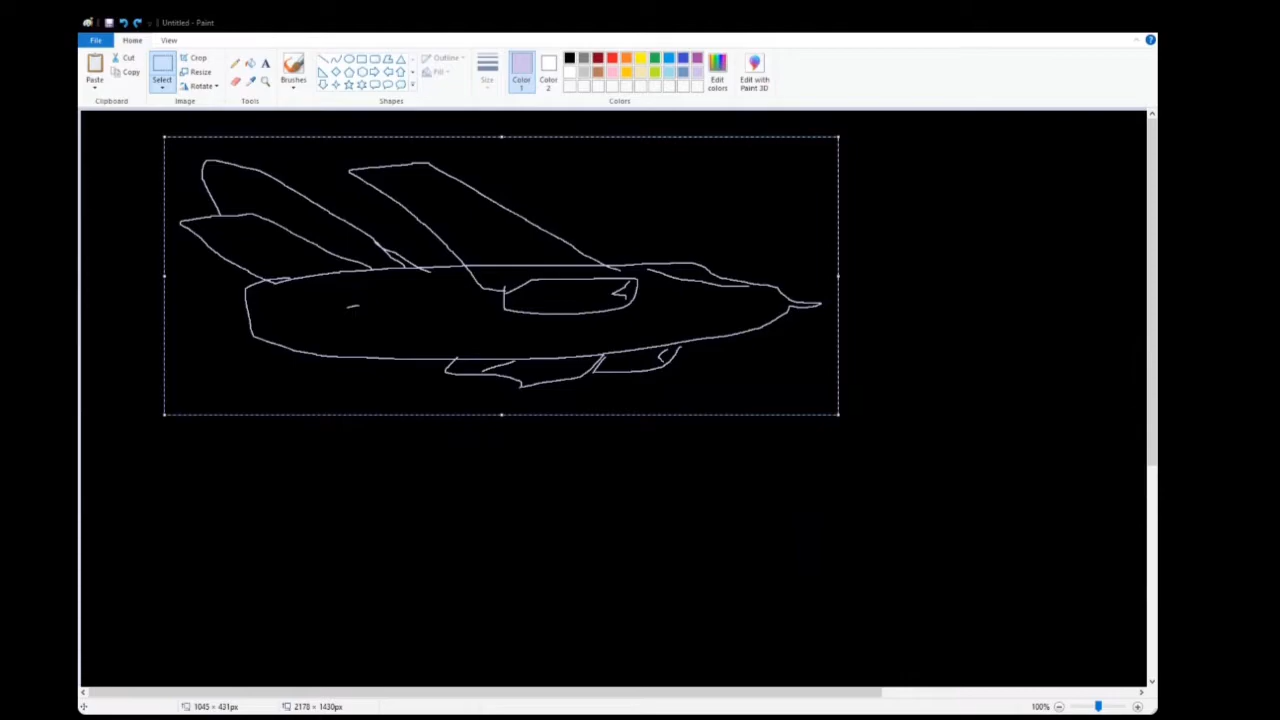 Untitled - Paint
File Home View
Paste
Cut
Copy
Clipboard
Select
Crop
Resize
Rotate
Image
Tools
Brushes
Shapes
Outline
Fill
Size
Color 1
Color 2
Colors
Edit colors
Edit with Paint 3D
1045 × 431px
2178 × 1430px
100%